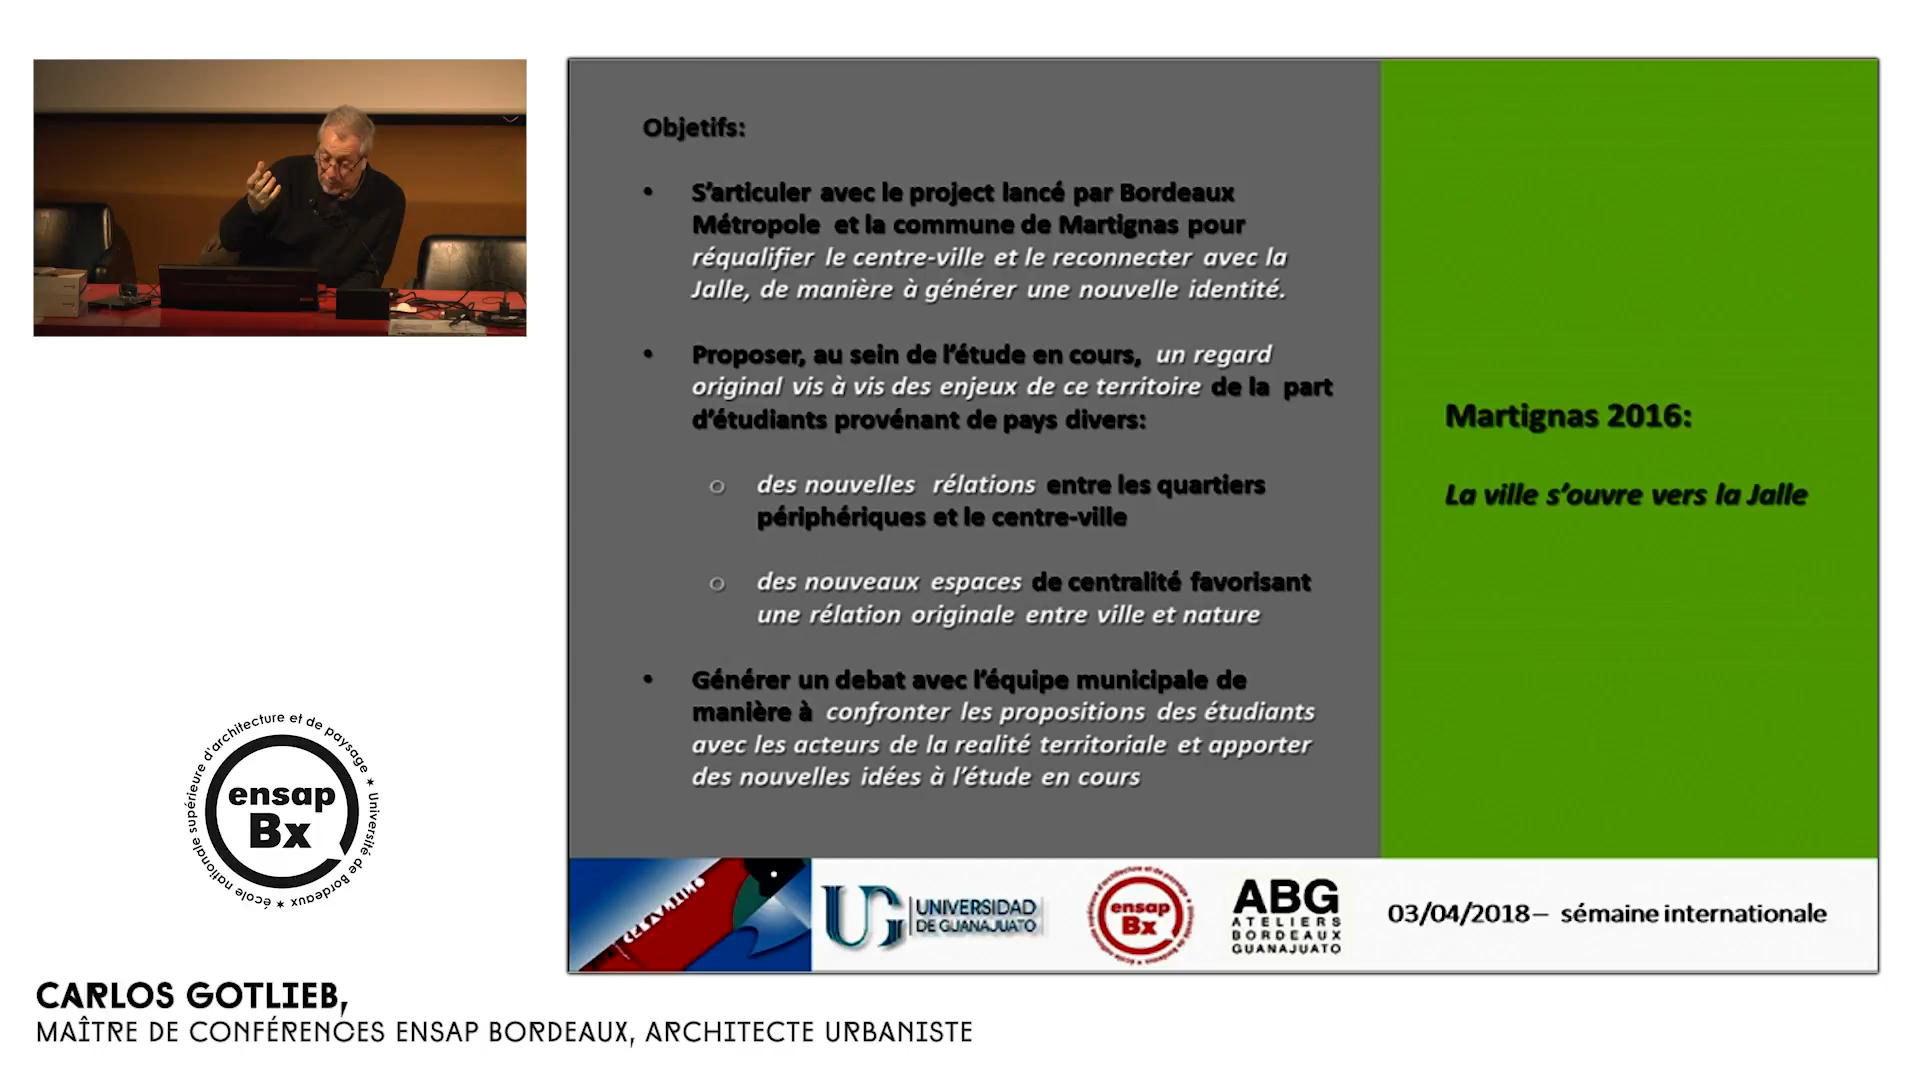 Objetifs:
• S’articuler avec le project lancé par Bordeaux
Métropole et la commune de Martignas pour
réqualifier le centre-ville et le reconnecter avec la
Jalle, de manière à générer une nouvelle identité.
• Proposer, au sein de l’étude en cours, un regard
original vis à vis des enjeux de ce territoire de la part
d’étudiants provénant de pays divers:
o des nouvelles rélations entre les quartiers
périphériques et le centre-ville
o des nouveaux espaces de centralité favorisant
une rélation originale entre ville et nature
• Générer un debat avec l’équipe municipale de
manière à confronter les propositions des étudiants
avec les acteurs de la realité territoriale et apporter
des nouvelles idées à l’étude en cours
Martignas 2016:
La ville s’ouvre vers la Jalle
école nationale supérieure d'architecture et de paysage ★ Université de Bordeaux ★
ensap
Bx
UG
UNIVERSIDAD
DE GUANAJUATO
ensap
Bx
ABG
ATELIERS
BORDEAUX
GUANAJUATO
03/04/2018– sémaine internationale
CARLOS GOTLIEB,
MAÎTRE DE CONFÉRENCES ENSAP BORDEAUX, ARCHITECTE URBANISTE